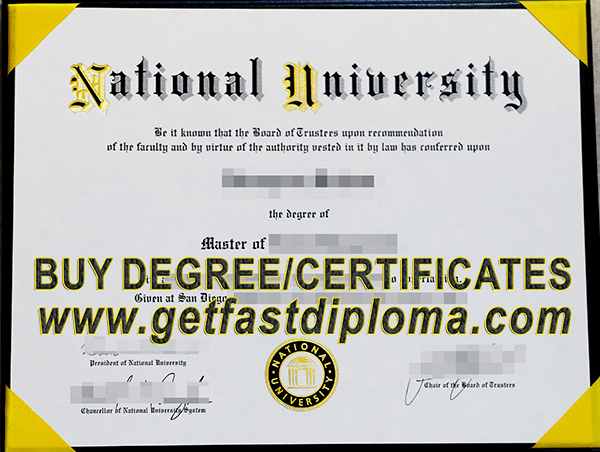 National University
Be it known that the Board of Trustees upon recommendation
of the faculty and by virtue of the authority vested in it by law has conferred upon
the degree of
Master of
BUY DEGREE/CERTIFICATES
Given at San Diego
www.getfastdiploma.com
President of National University
Chancellor of National University System
NATIONAL UNIVERSITY
Chair of the Board of Trustees